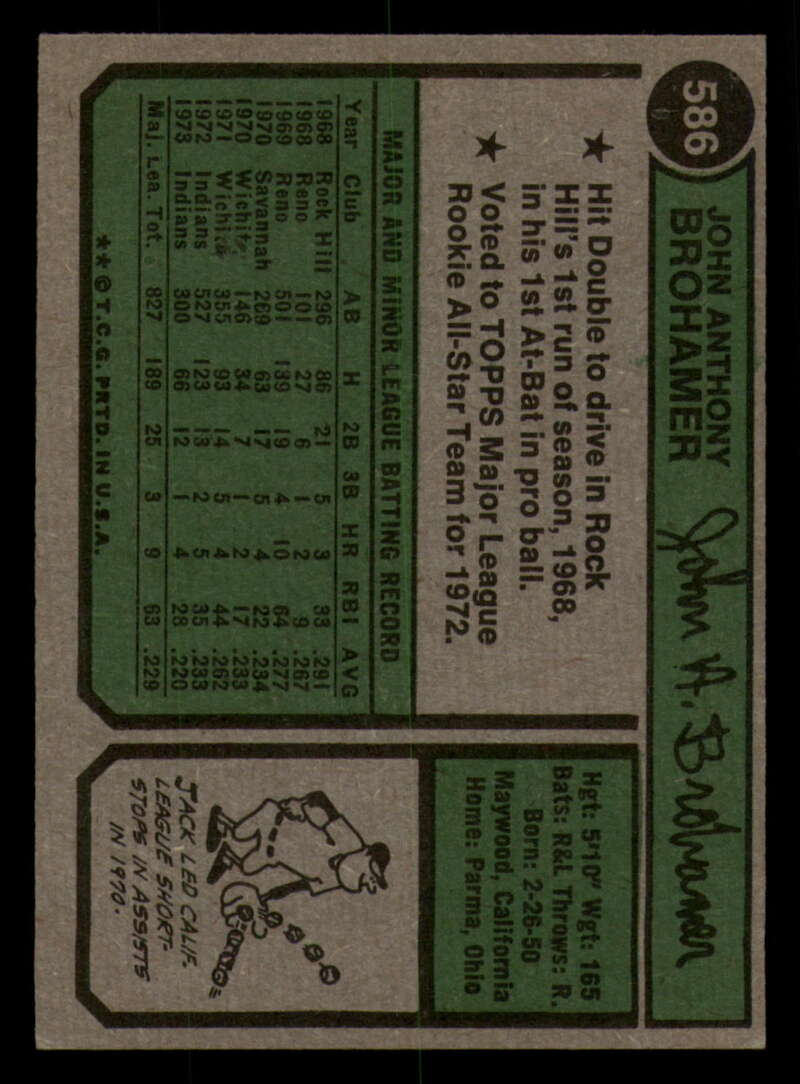 586
JOHN ANTHONY
BROHAMER
John A. Brohamer
★ Hit Double to drive in Rock
Hill's 1st run of season, 1968,
in his 1st At-Bat in pro ball.
★ Voted to TOPPS Major League
Rookie All-Star Team for 1972.
Hgt: 5'10" Wgt: 165
Bats: R&L Throws: R.
Born: 2-26-50
Maywood, California
Home: Parma, Ohio
MAJOR AND MINOR LEAGUE BATTING RECORD
Year Club AB H 2B 3B HR RBI AVG
1968 Rock Hill 296 86 21 5 3 33 .291
1968 Reno 101 27 6 1 2 9 .267
1969 Reno 501 139 19 4 10 64 .277
1970 Savannah 269 63 17 5 4 22 .234
1970 Wichita 146 34 7 1 2 17 .233
1971 Wichita 355 93 14 5 4 44 .262
1972 Indians 527 123 13 2 5 35 .233
1973 Indians 300 66 12 1 4 28 .220
Maj. Lea. Tot. 827 189 25 3 9 63 .229
**©T.C.G. PRTD. IN U.S.A.
JACK LED CALIF.
LEAGUE SHORT-
STOPS IN ASSISTS
IN 1970.